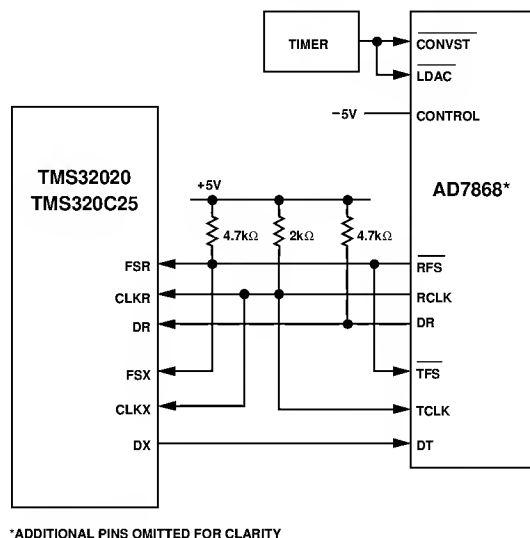 TIMER
CONVST
LDAC
−5V
CONTROL
TMS32020
TMS320C25
+5V
AD7868*
4.7kΩ
2kΩ
4.7kΩ
FSR
RFS
CLKR
RCLK
DR
DR
FSX
TFS
CLKX
TCLK
DX
DT
*ADDITIONAL PINS OMITTED FOR CLARITY